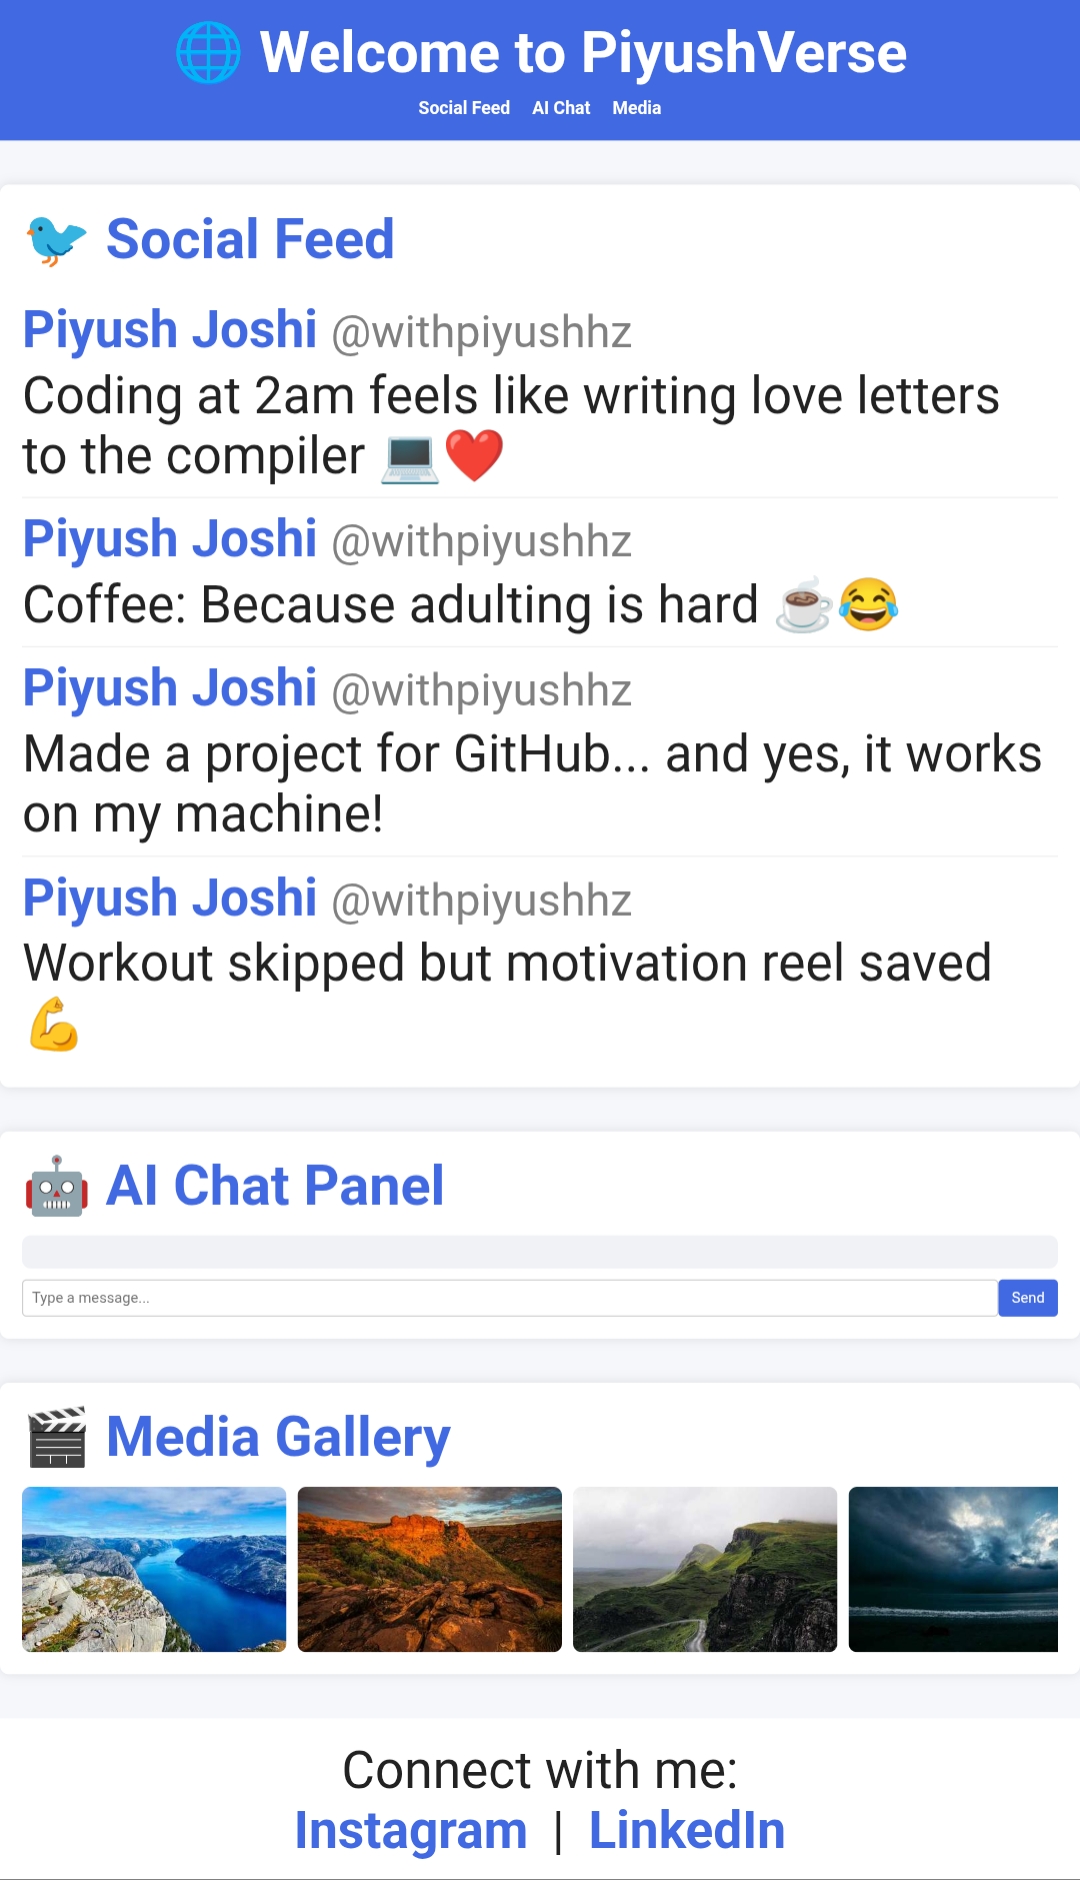 🌐 Welcome to PiyushVerse
Social Feed AI Chat Media
🐦 Social Feed
Piyush Joshi @withpiyushhz
Coding at 2am feels like writing love letters
to the compiler 💻❤️
Piyush Joshi @withpiyushhz
Coffee: Because adulting is hard ☕😂
Piyush Joshi @withpiyushhz
Made a project for GitHub... and yes, it works
on my machine!
Piyush Joshi @withpiyushhz
Workout skipped but motivation reel saved
💪
🤖 AI Chat Panel
Type a message... Send
🎬 Media Gallery
Connect with me:
Instagram | LinkedIn